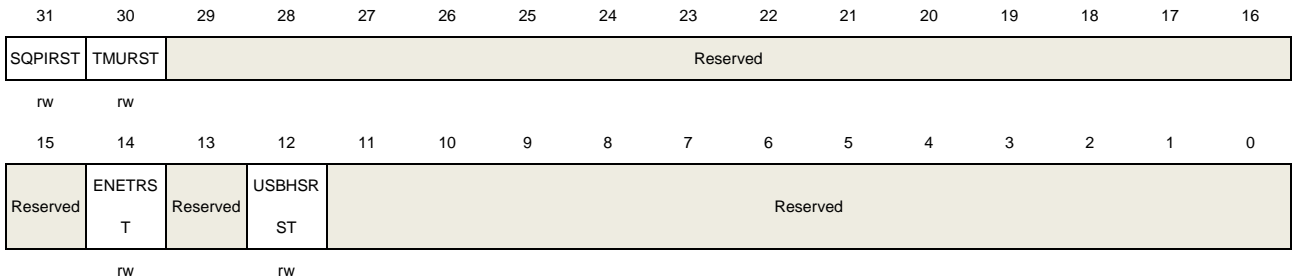 31 30 29 28 27 26 25 24 23 22 21 20 19 18 17 16
SQPIRST TMURST Reserved
rw rw
15 14 13 12 11 10 9 8 7 6 5 4 3 2 1 0
Reserved ENETRS T Reserved USBHSR ST Reserved
rw rw